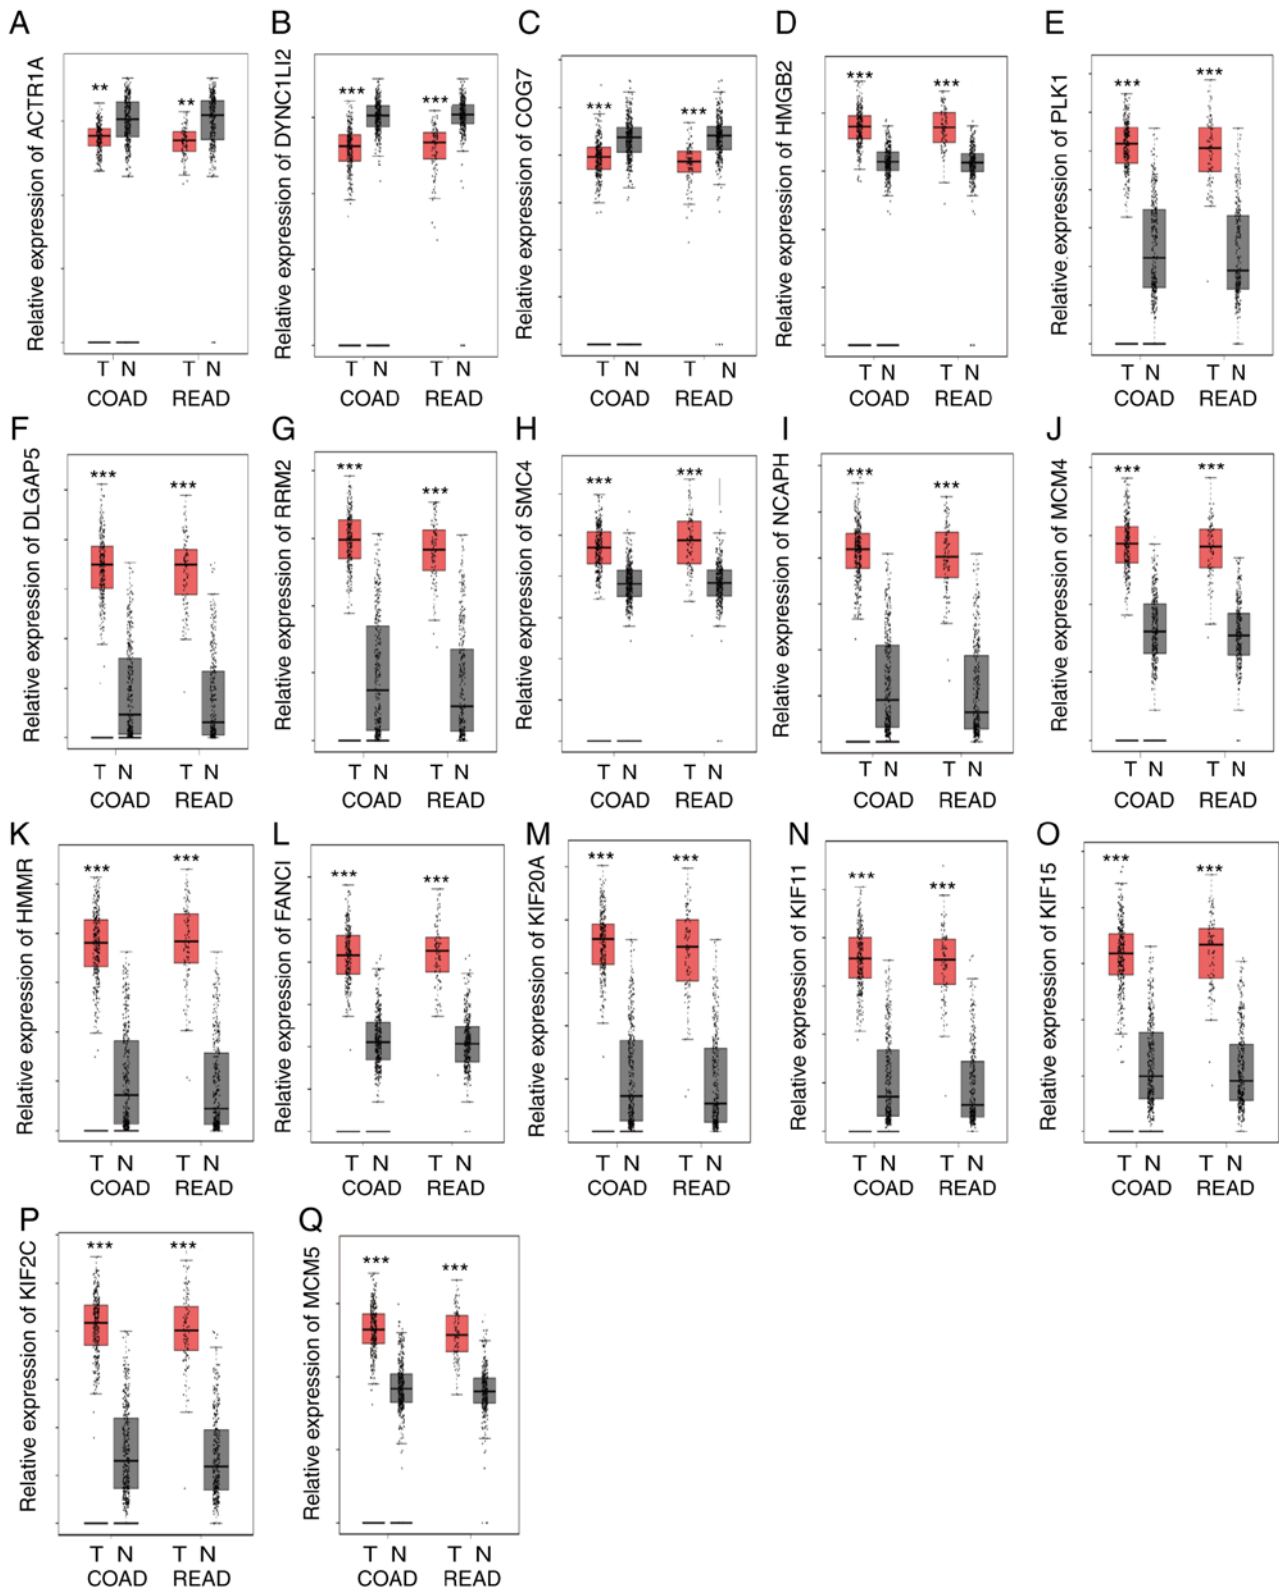 A
B
C
D
E
Relative expression of ACTR1A
** **
T N T N
COAD READ
Relative expression of DYNC1LI2
*** ***
T N T N
COAD READ
Relative expression of COG7
*** ***
T N T N
COAD READ
Relative expression of HMGB2
*** ***
T N T N
COAD READ
Relative expression of PLK1
*** ***
T N T N
COAD READ
F
G
H
I
J
Relative expression of DLGAP5
*** ***
T N T N
COAD READ
Relative expression of RRM2
*** ***
T N T N
COAD READ
Relative expression of SMC4
*** ***
T N T N
COAD READ
Relative expression of NCAPH
*** ***
T N T N
COAD READ
Relative expression of MCM4
*** ***
T N T N
COAD READ
K
L
M
N
O
Relative expression of HMMR
*** ***
T N T N
COAD READ
Relative expression of FANCI
*** ***
T N T N
COAD READ
Relative expression of KIF20A
*** ***
T N T N
COAD READ
Relative expression of KIF11
*** ***
T N T N
COAD READ
Relative expression of KIF15
*** ***
T N T N
COAD READ
P
Q
Relative expression of KIF2C
*** ***
T N T N
COAD READ
Relative expression of MCM5
*** ***
T N T N
COAD READ